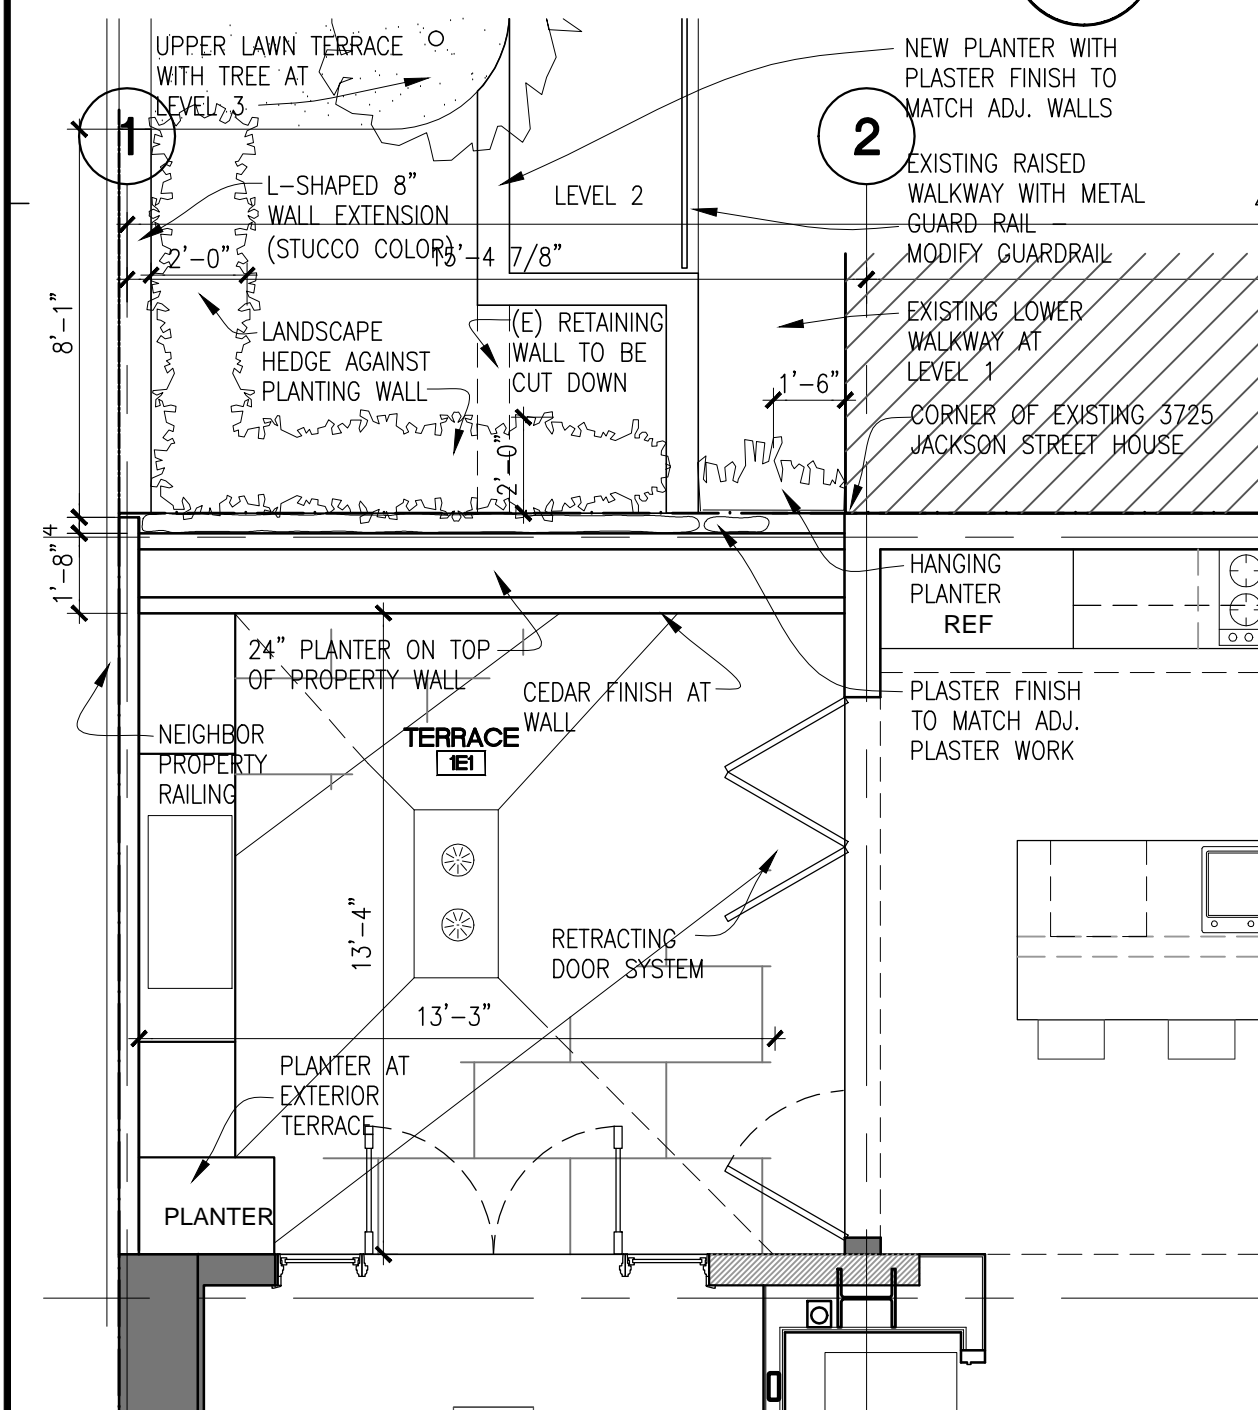 UPPER LAWN TERRACE
WITH TREE AT
LEVEL 3
NEW PLANTER WITH
PLASTER FINISH TO
MATCH ADJ. WALLS
1
2
EXISTING RAISED
WALKWAY WITH METAL
GUARD RAIL –
MODIFY GUARDRAIL
L-SHAPED 8"
WALL EXTENSION
(STUCCO COLOR)
LEVEL 2
2'-0"
15'-4 7/8"
8'-1"
LANDSCAPE
HEDGE AGAINST
PLANTING WALL
(E) RETAINING
WALL TO BE
CUT DOWN
EXISTING LOWER
WALKWAY AT
LEVEL 1
1'-6"
CORNER OF EXISTING 3725
JACKSON STREET HOUSE
2'-0"
4
1'-8"
HANGING
PLANTER
REF
24" PLANTER ON TOP
OF PROPERTY WALL
CEDAR FINISH AT
WALL
PLASTER FINISH
TO MATCH ADJ.
PLASTER WORK
NEIGHBOR
PROPERTY
RAILING
TERRACE
1E1
13'-4"
RETRACTING
DOOR SYSTEM
13'-3"
PLANTER AT
EXTERIOR
TERRACE
PLANTER